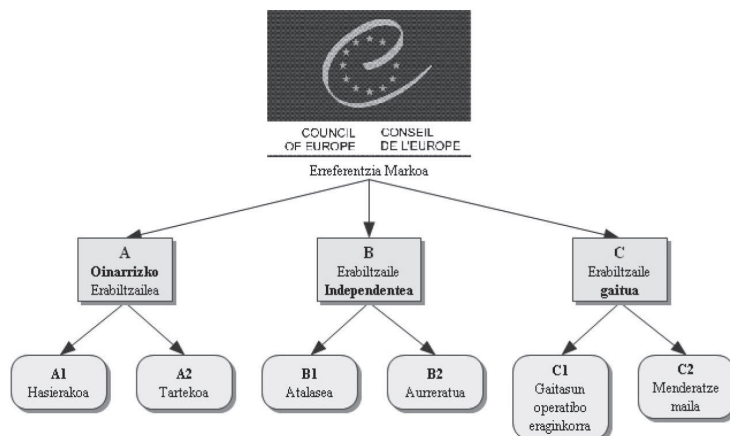 COUNCIL CONSEIL
OF EUROPE DE L'EUROPE
Erreferentzia Markoa
A
Oinarrizko
Erabiltzailea
B
Erabiltzaile
Independentea
C
Erabiltzaile
gaitua
A1
Hasierakoa
A2
Tartekoa
B1
Atalasea
B2
Aurreratua
C1
Gaitasun
operatibo
eraginkorra
C2
Menderatze
maila